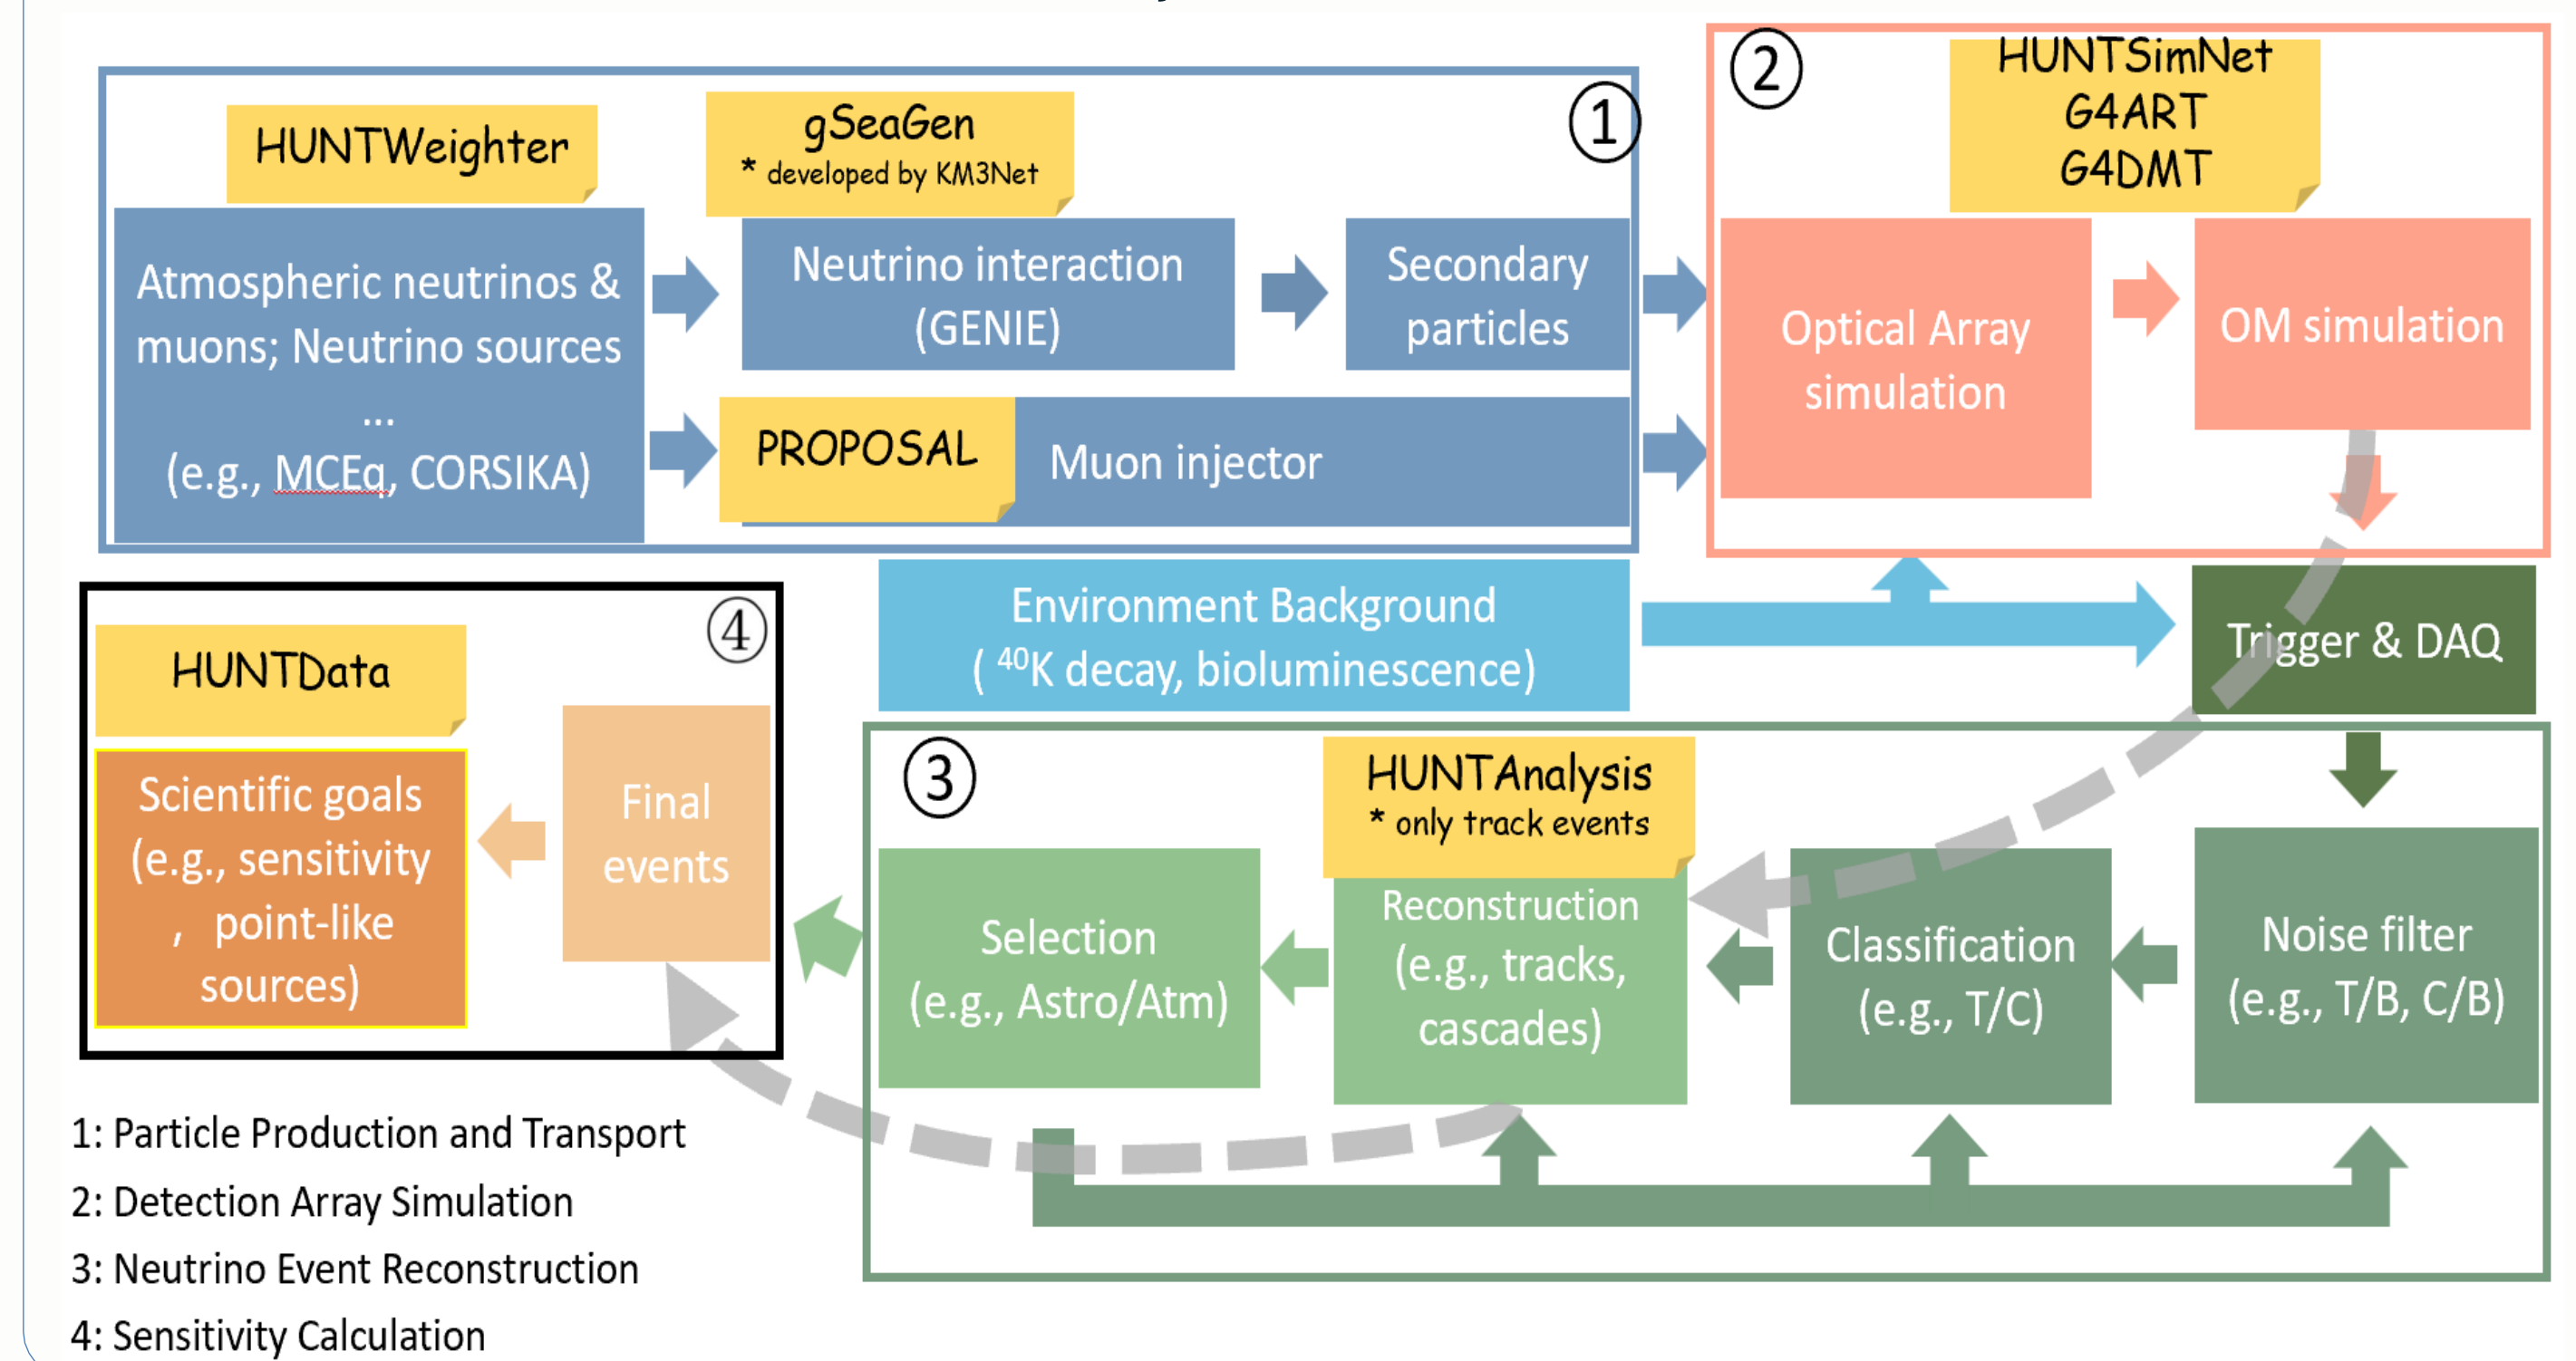 HUNTWeighter
gSeaGen
* developed by KM3Net
①
Atmospheric neutrinos &
muons; Neutrino sources
...
(e.g., MCEq, CORSIKA)
Neutrino interaction
(GENIE)
Secondary
particles
PROPOSAL
Muon injector
②
HUNTSimNet
G4ART
G4DMT
Optical Array
simulation
OM simulation
Environment Background
( ⁴⁰K decay, bioluminescence)
Trigger & DAQ
④
HUNTData
Scientific goals
(e.g., sensitivity
, point-like
sources)
Final
events
③
HUNTAnalysis
* only track events
Selection
(e.g., Astro/Atm)
Reconstruction
(e.g., tracks,
cascades)
Classification
(e.g., T/C)
Noise filter
(e.g., T/B, C/B)
1: Particle Production and Transport
2: Detection Array Simulation
3: Neutrino Event Reconstruction
4: Sensitivity Calculation